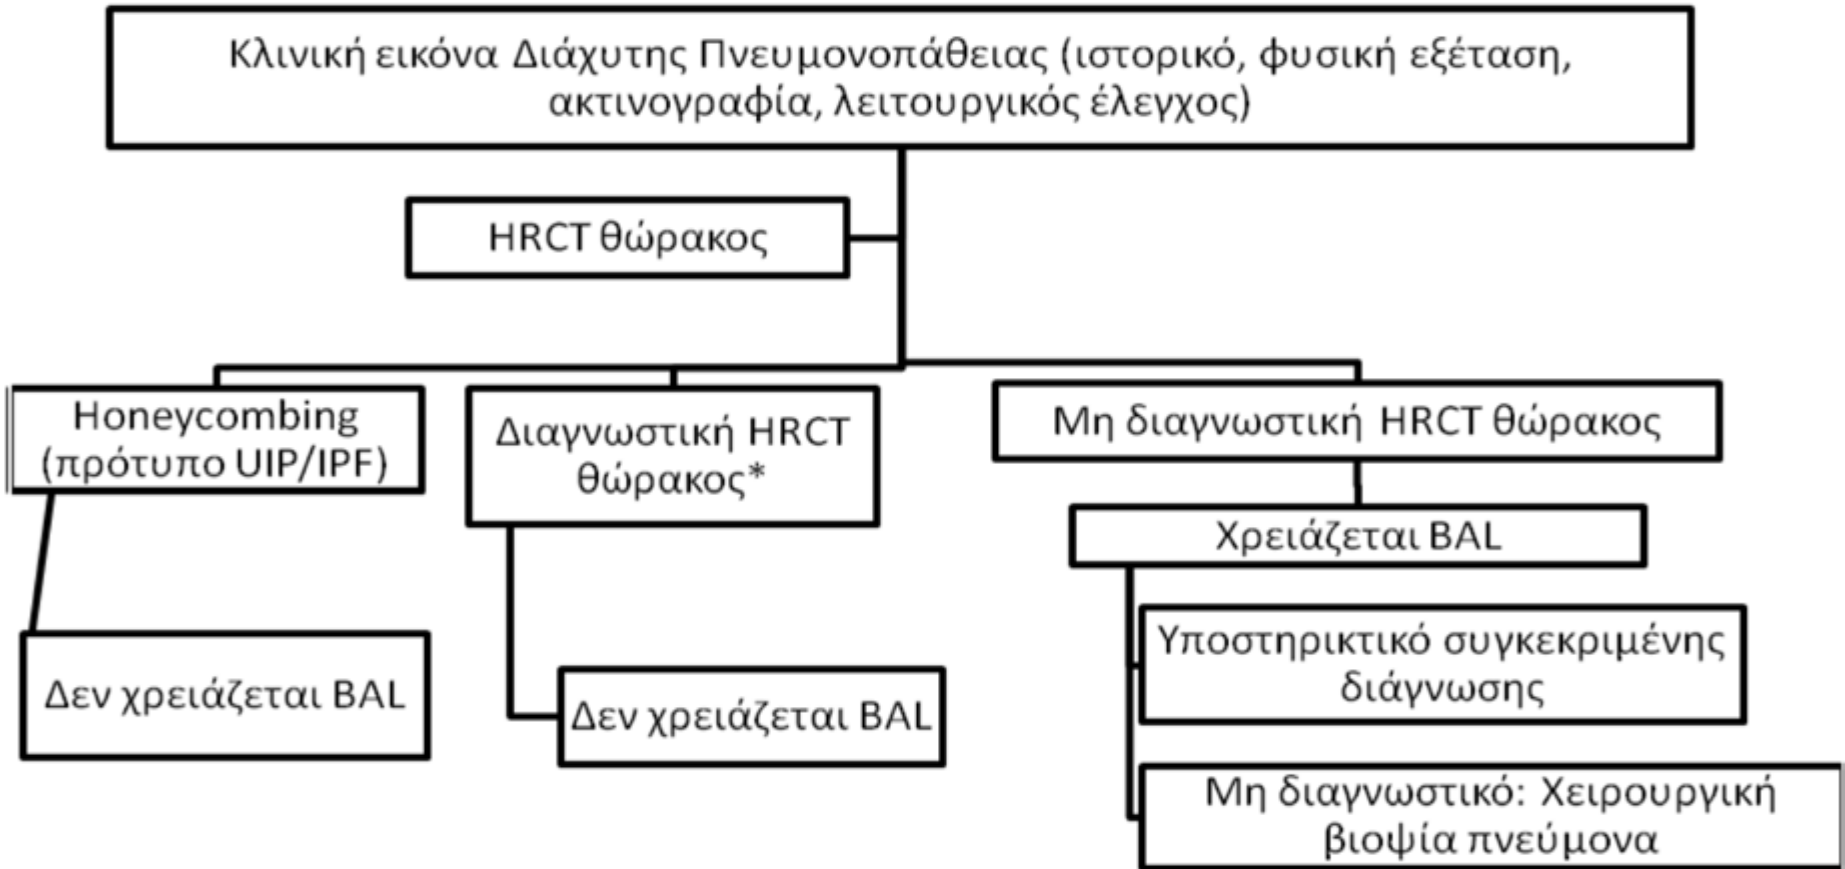 Κλινική εικόνα Διάχυτης Πνευμονοπάθειας (ιστορικό, φυσική εξέταση,
ακτινογραφία, λειτουργικός έλεγχος)
HRCT θώρακος
Honeycombing
(πρότυπο UIP/IPF)
Διαγνωστική HRCT
θώρακος*
Μη διαγνωστική HRCT θώρακος
Χρειάζεται BAL
Δεν χρειάζεται BAL
Δεν χρειάζεται BAL
Υποστηρικτικό συγκεκριμένης
διάγνωσης
Μη διαγνωστικό: Χειρουργική
βιοψία πνεύμονα